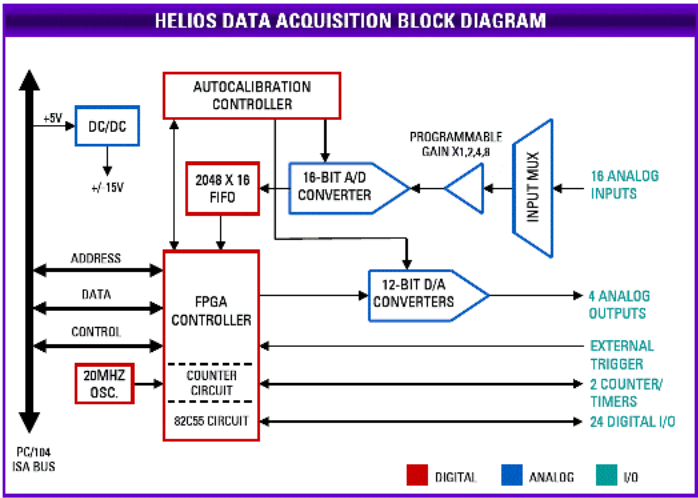 HELIOS DATA ACQUISITION BLOCK DIAGRAM
AUTOCALIBRATION
CONTROLLER
+5V
DC/DC
+/-15V
PROGRAMMABLE
GAIN X1,2,4,8
2048 X 16
FIFO
16-BIT A/D
CONVERTER
INPUT MUX
16 ANALOG
INPUTS
ADDRESS
DATA
CONTROL
FPGA
CONTROLLER
12-BIT D/A
CONVERTERS
4 ANALOG
OUTPUTS
EXTERNAL
TRIGGER
20MHZ
OSC.
COUNTER
CIRCUIT
2 COUNTER/
TIMERS
82C55 CIRCUIT
24 DIGITAL I/O
PC/104
ISA BUS
DIGITAL
ANALOG
I/O